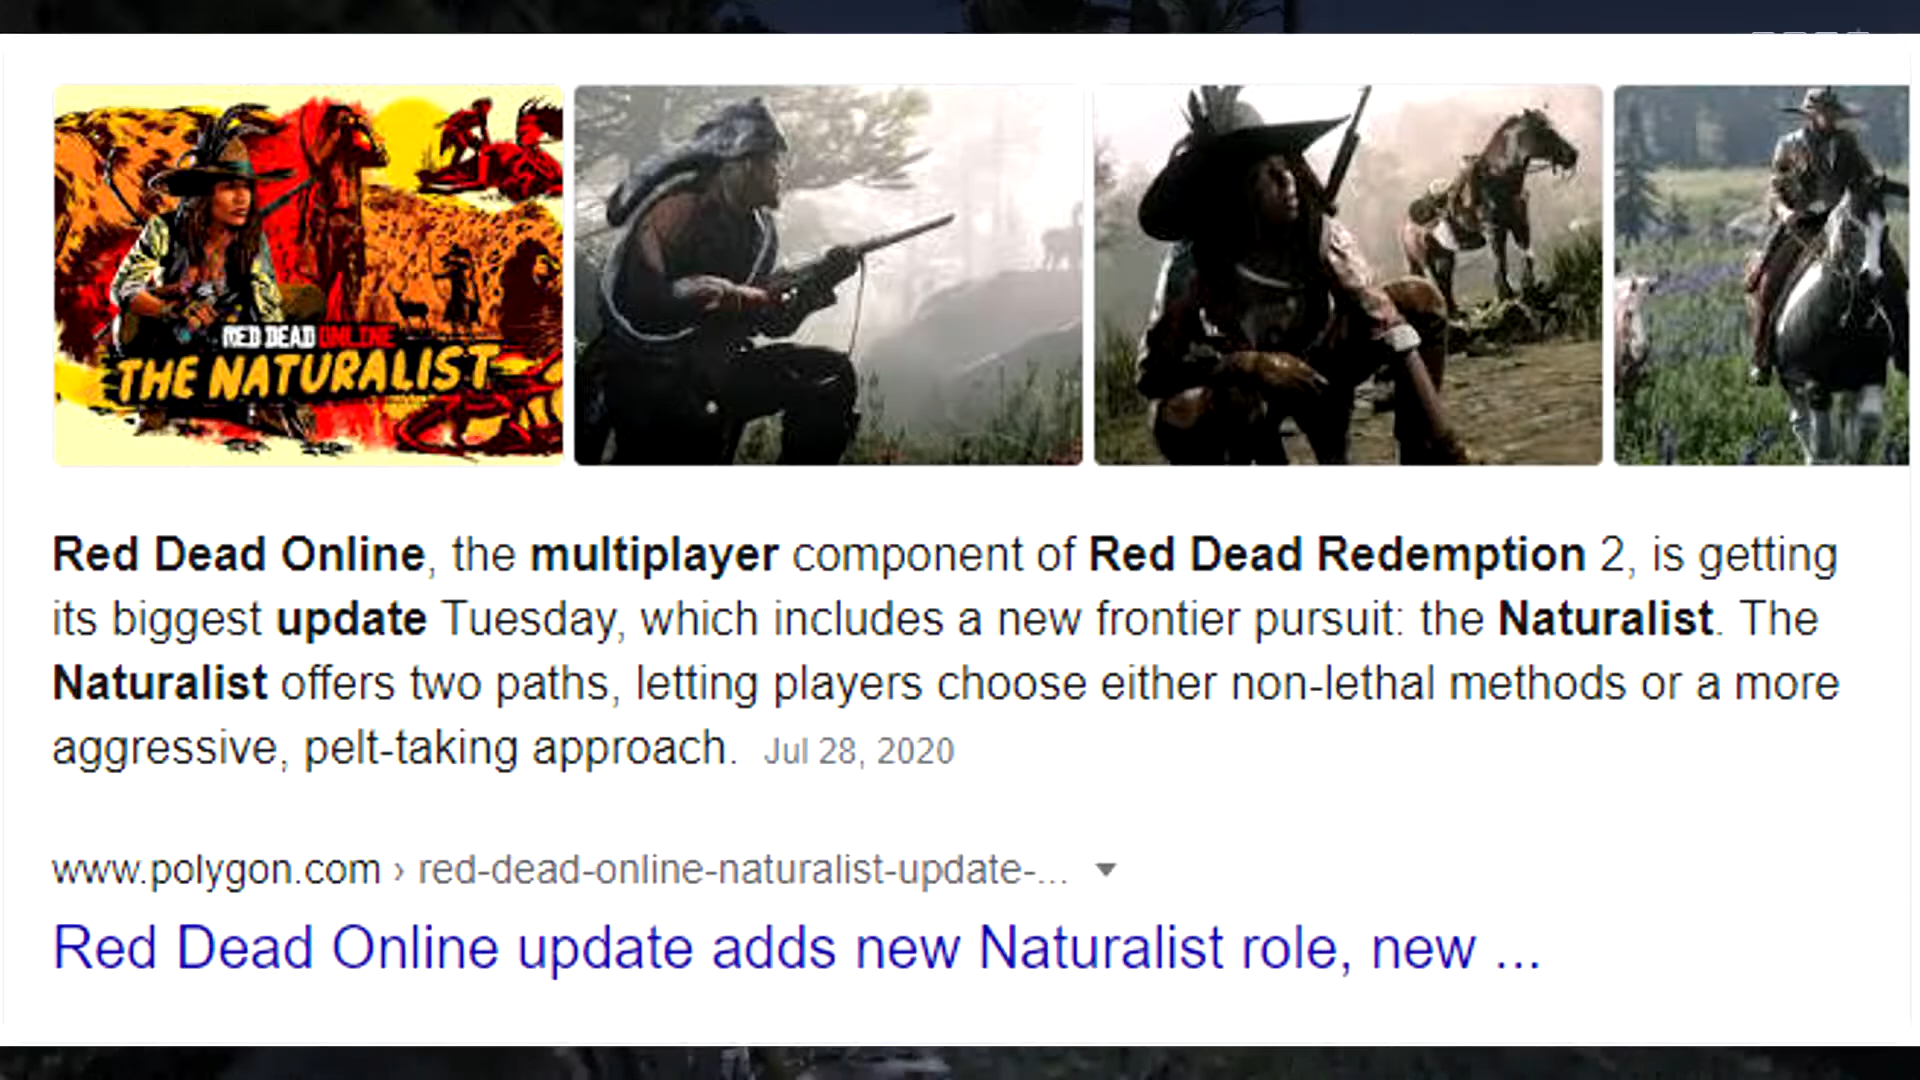 RED DEAD ONLINE
THE NATURALIST
Red Dead Online, the multiplayer component of Red Dead Redemption 2, is getting
its biggest update Tuesday, which includes a new frontier pursuit: the Naturalist. The
Naturalist offers two paths, letting players choose either non-lethal methods or a more
aggressive, pelt-taking approach. Jul 28, 2020
www.polygon.com › red-dead-online-naturalist-update-...
Red Dead Online update adds new Naturalist role, new ...